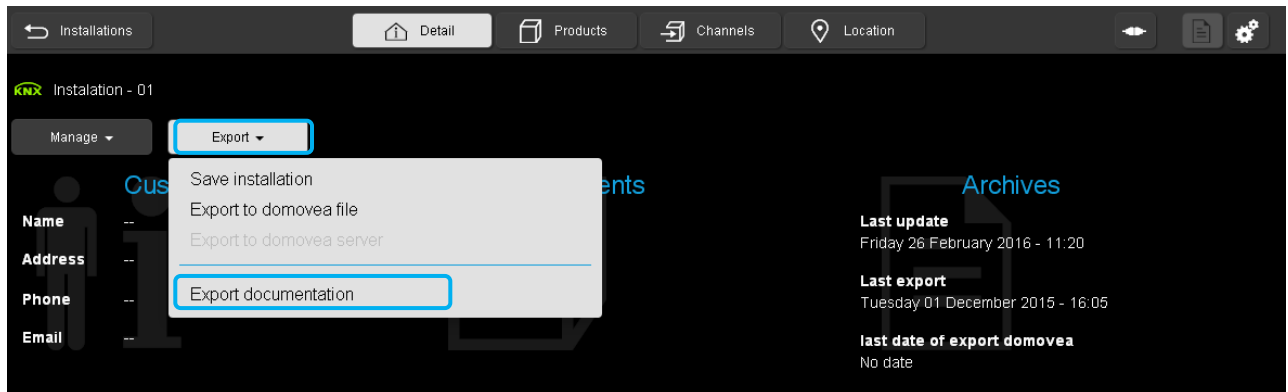 Installations
Detail
Products
Channels
Location
KNX Instalation - 01
Manage
Export
Save installation
Export to domovea file
Export to domovea server
Export documentation
Cus
ents
Name --
Address --
Phone --
Email --
Archives
Last update
Friday 26 February 2016 - 11:20
Last export
Tuesday 01 December 2015 - 16:05
last date of export domovea
No date